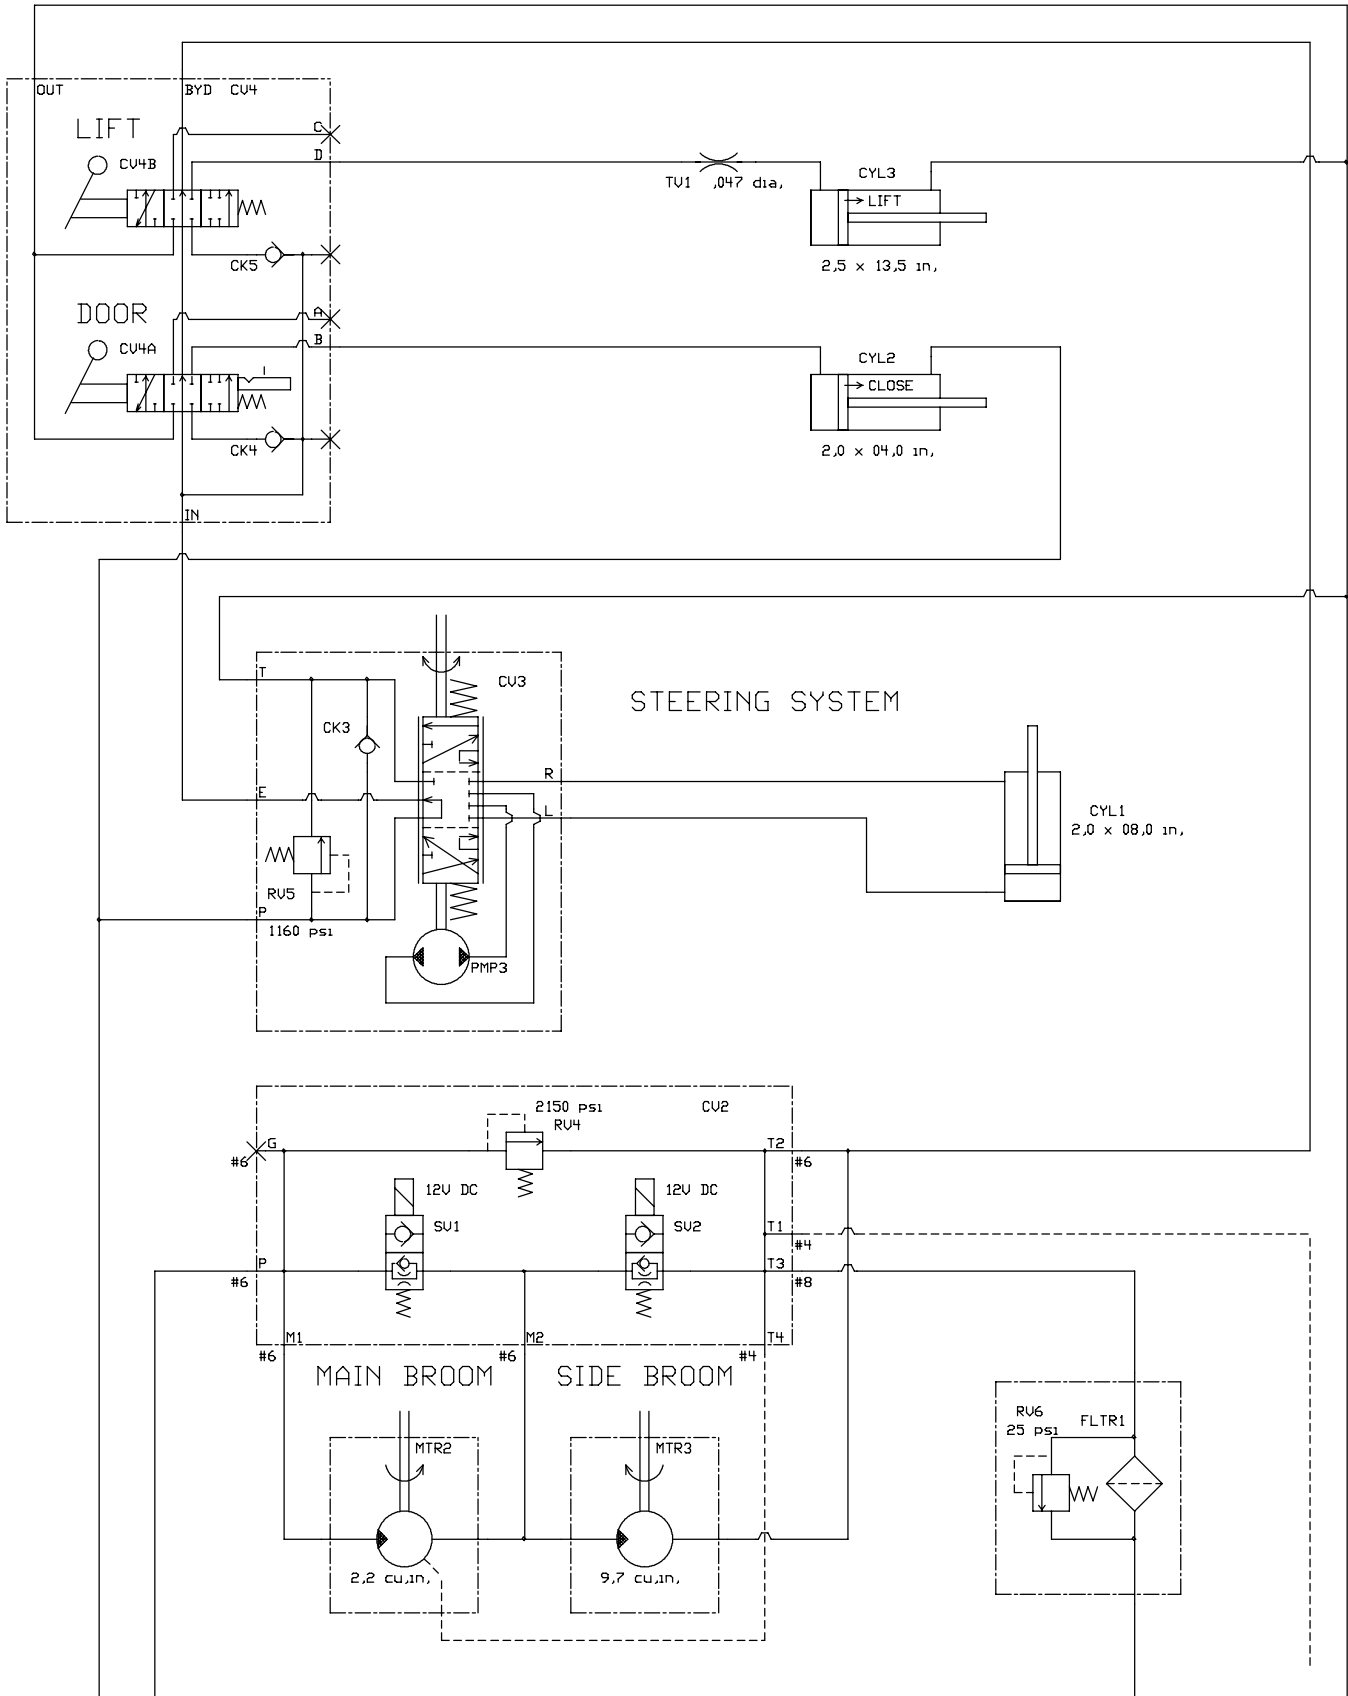 OUT
BYD CV4
LIFT
C
CV4B
D
TV1 ,047 dia,
CYL3
LIFT
2,5 x 13,5 in,
CK5
DOOR
A
CV4A
B
CYL2
CLOSE
2,0 x 04,0 in,
CK4
IN
T
CV3
STEERING SYSTEM
CK3
R
E
L
CYL1
2,0 x 08,0 in,
RV5
P
1160 psi
PMP3
2150 psi
CV2
RV4
G
#6
T2
#6
12V DC
12V DC
SV1
SV2
T1
#4
P
#6
T3
#8
M1
#6
M2
#6
T4
#4
MAIN BROOM
SIDE BROOM
RV6
25 psi
FLTR1
MTR2
MTR3
2,2 cu,in,
9,7 cu,in,